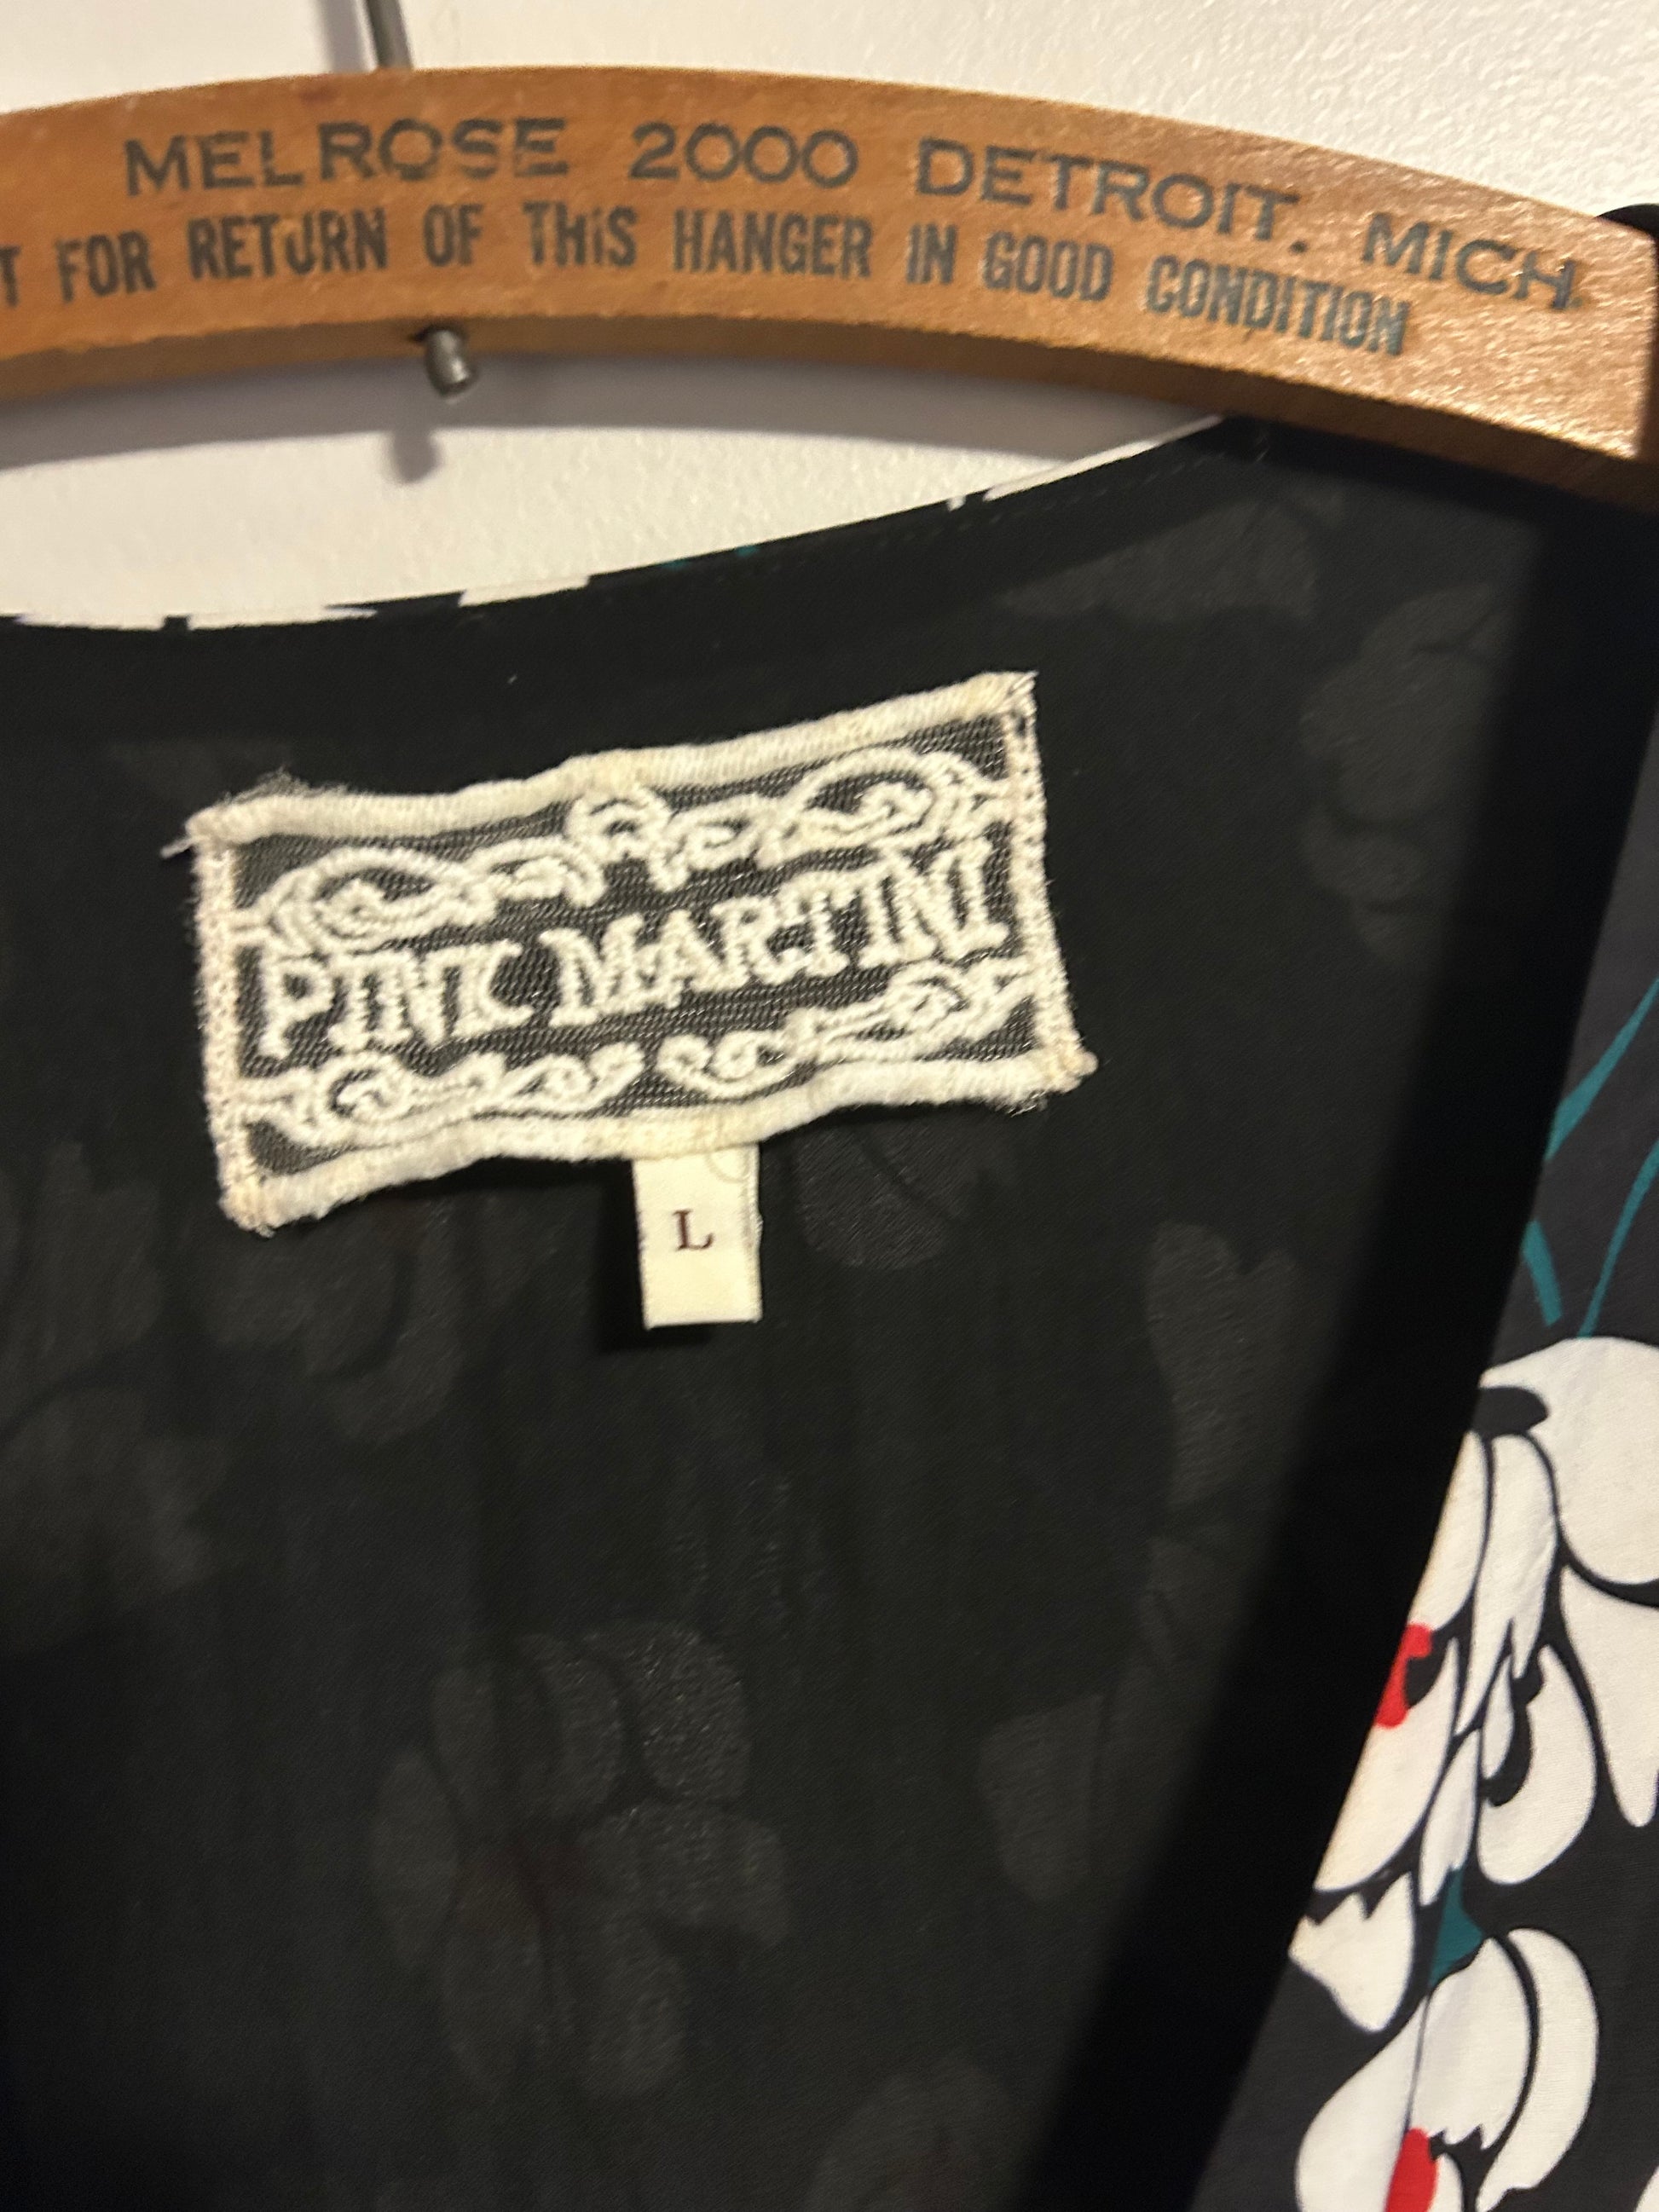 MELROSE 2000 DETROIT. MICH.
FOR RETURN OF THIS HANGER IN GOOD CONDITION
PINK MARTINI
L